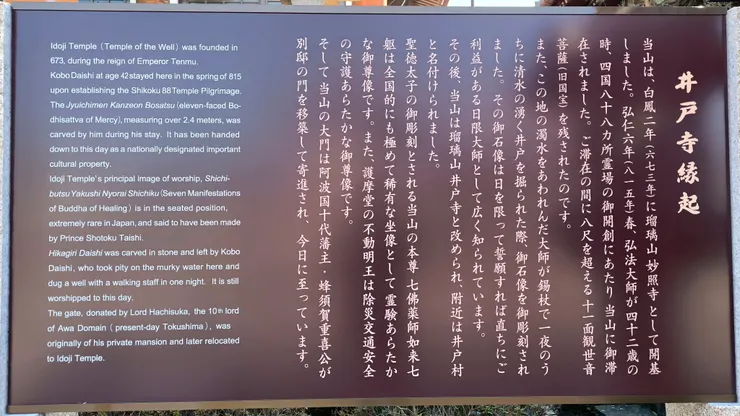 井戸寺縁起
当山は、白鳳二年(六七三年)に瑠璃山妙照寺として開基
しました。弘仁六年(八一五年)春、弘法大師が四十二歳の
時、四国八十八カ所霊場の御開創にあたり当山に御滞
在されました。ご滞在の間に八尺を超える十一面観世音
菩薩(旧国宝)を残されたのです。
また、この地の濁水をあわれんだ大師が錫杖で一夜のう
ちに清水の湧く井戸を掘られた際、御石像を御彫刻され
ました。その御石像は日を限って誓願すれば直ちにご
利益がある日限大師として広く知られています。
その後、当山は瑠璃山井戸寺と改められ、附近は井戸村
と名付けられました。
聖徳太子の御彫刻とされる当山の本尊七佛薬師如来七
躯は全国的にも極めて稀有な坐像として霊験あらたか
な御尊像です。また、護摩堂の不動明王は除災交通安全
の守護あらたかな御尊像です。
そして当山の大門は阿波国十代藩主・蜂須賀重喜公が
別邸の門を移築して寄進され、今日に至っています。
Idoji Temple (Temple of the Well) was founded in
673, during the reign of Emperor Tenmu.
Kobo Daishi at age 42 stayed here in the spring of 815
upon establishing the Shikoku 88 Temple Pilgrimage.
The Jyuichimen Kanzeon Bosatsu (eleven-faced Bo-
dhisattva of Mercy), measuring over 2.4 meters, was
carved by him during his stay. It has been handed
down to this day as a nationally designated important
cultural property.
Idoji Temple's principal image of worship, Shichi-
butsu Yakushi Nyorai Shichiku (Seven Manifestations
of Buddha of Healing) is in the seated position,
extremely rare in Japan, and said to have been made
by Prince Shotoku Taishi.
Hikagiri Daishi was carved in stone and left by Kobo
Daishi, who took pity on the murky water here and
dug a well with a walking staff in one night. It is still
worshipped to this day.
The gate, donated by Lord Hachisuka, the 10th lord
of Awa Domain (present-day Tokushima), was
originally of his private mansion and later relocated
to Idoji Temple.